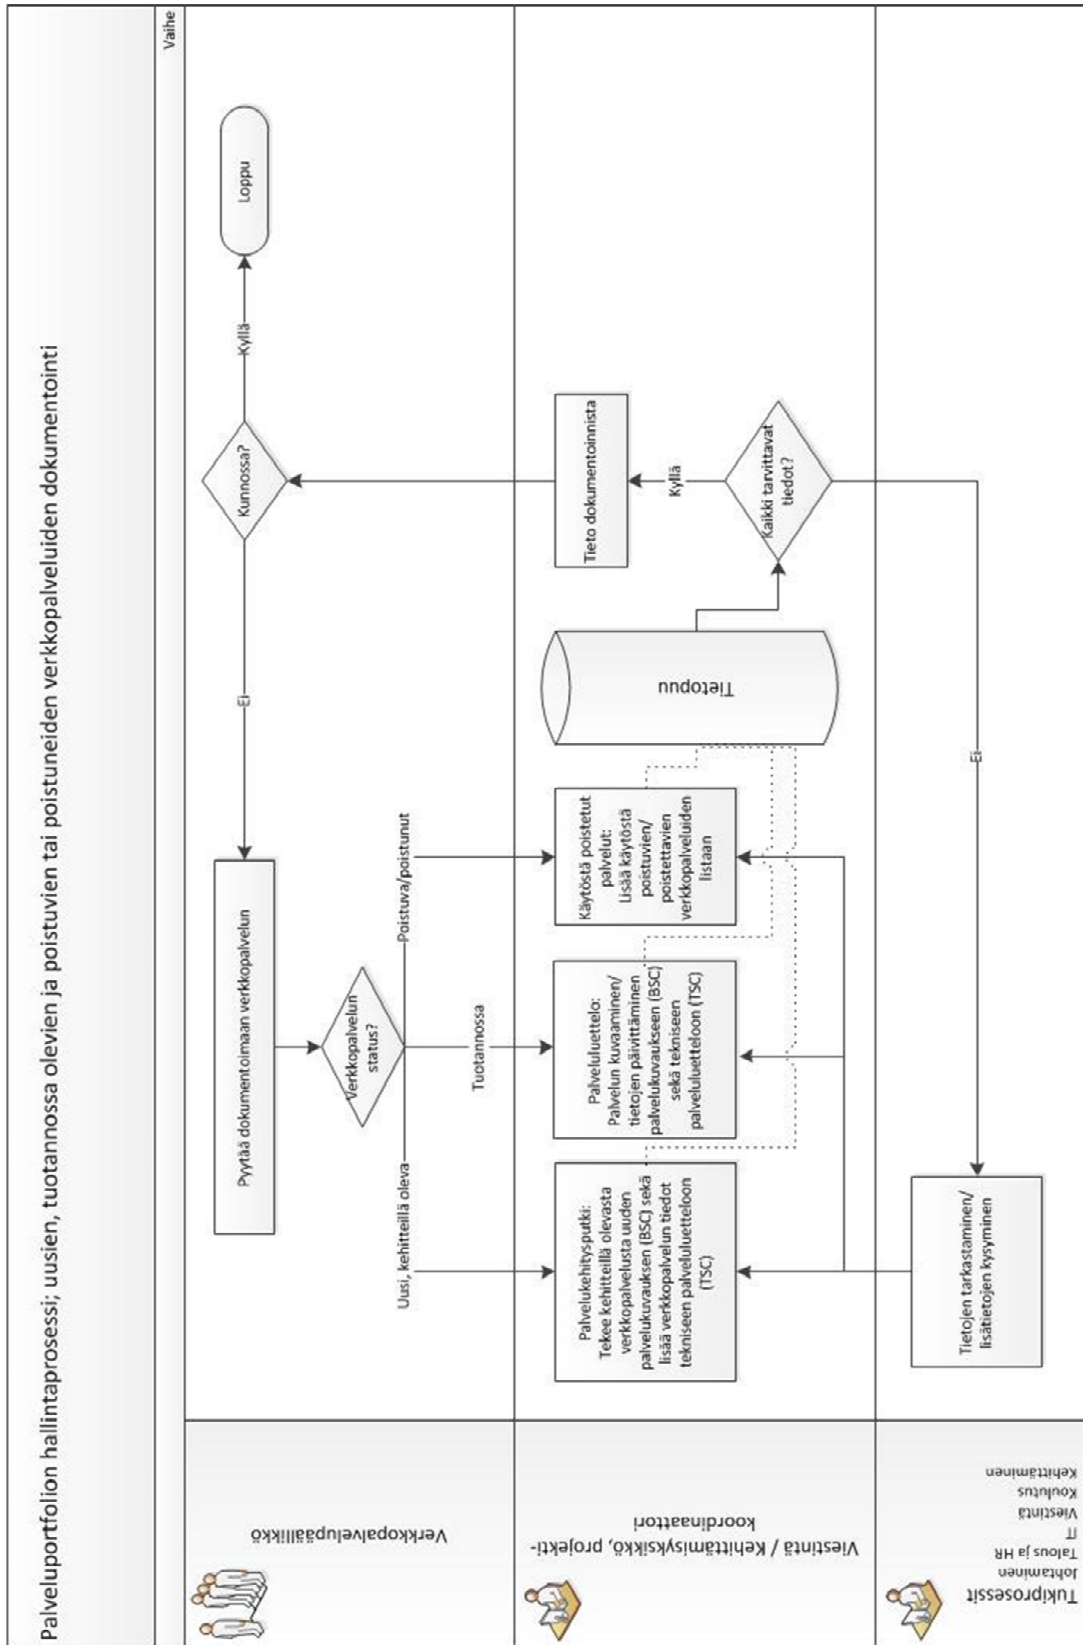 Palveluportfolion hallintaprosessi; uusien, tuotannossa olevien ja poistuvien tai poistuneiden verkkopalveluiden dokumentointi
Vaihe
Verkkopalvelupäällikkö
Pyytää dokumentoimaan verkkopalvelun
Ei
Kunnossa?
Kyllä
Loppu
Verkkopalvelun
status?
Uusi, kehitteillä oleva
Tuotannossa
Poistuva/poistunut
Viestintä / Kehittämisyksikkö, projekti-
koordinaattori
Palvelukehitysputki:
Tekee kehitteillä olevasta
verkkopalvelusta uuden
palvelukuvauksen (BSC) sekä
lisää verkkopalvelun tiedot
tekniseen palveluluetteloon
(TSC)
Palveluluettelo:
Palvelun kuvaaminen/
tietojen päivittäminen
palvelukuvaukseen (BSC)
sekä tekniseen
palveluluetteloon (TSC)
Käytöstä poistetut
palvelut:
Lisää käytöstä
poistuvien/
poistettavien
verkkopalveluiden
listaan
Tietopuu
Tieto dokumentoinnista
Kyllä
Kaikki tarvittavat
tiedot?
Ei
Tukiprosessit
Johtaminen
Talous ja HR
IT
Viestintä
Koulutus
Kehittäminen
Tietojen tarkastaminen/
lisätietojen kysyminen